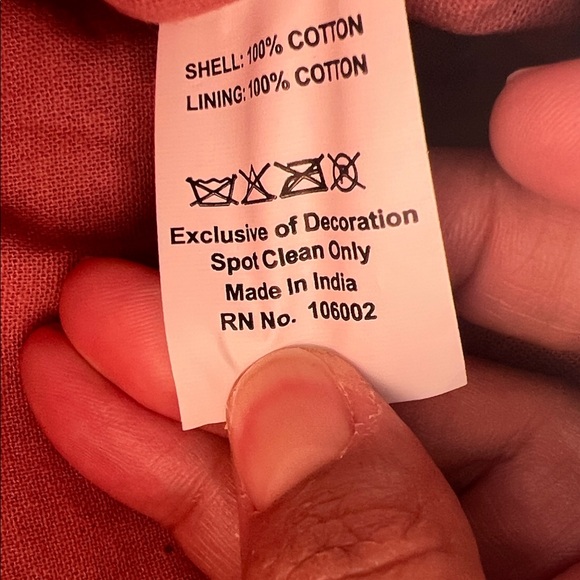 SHELL: 100% COTTON
LINING: 100% COTTON
Exclusive of Decoration
Spot Clean Only
Made In India
RN No. 106002